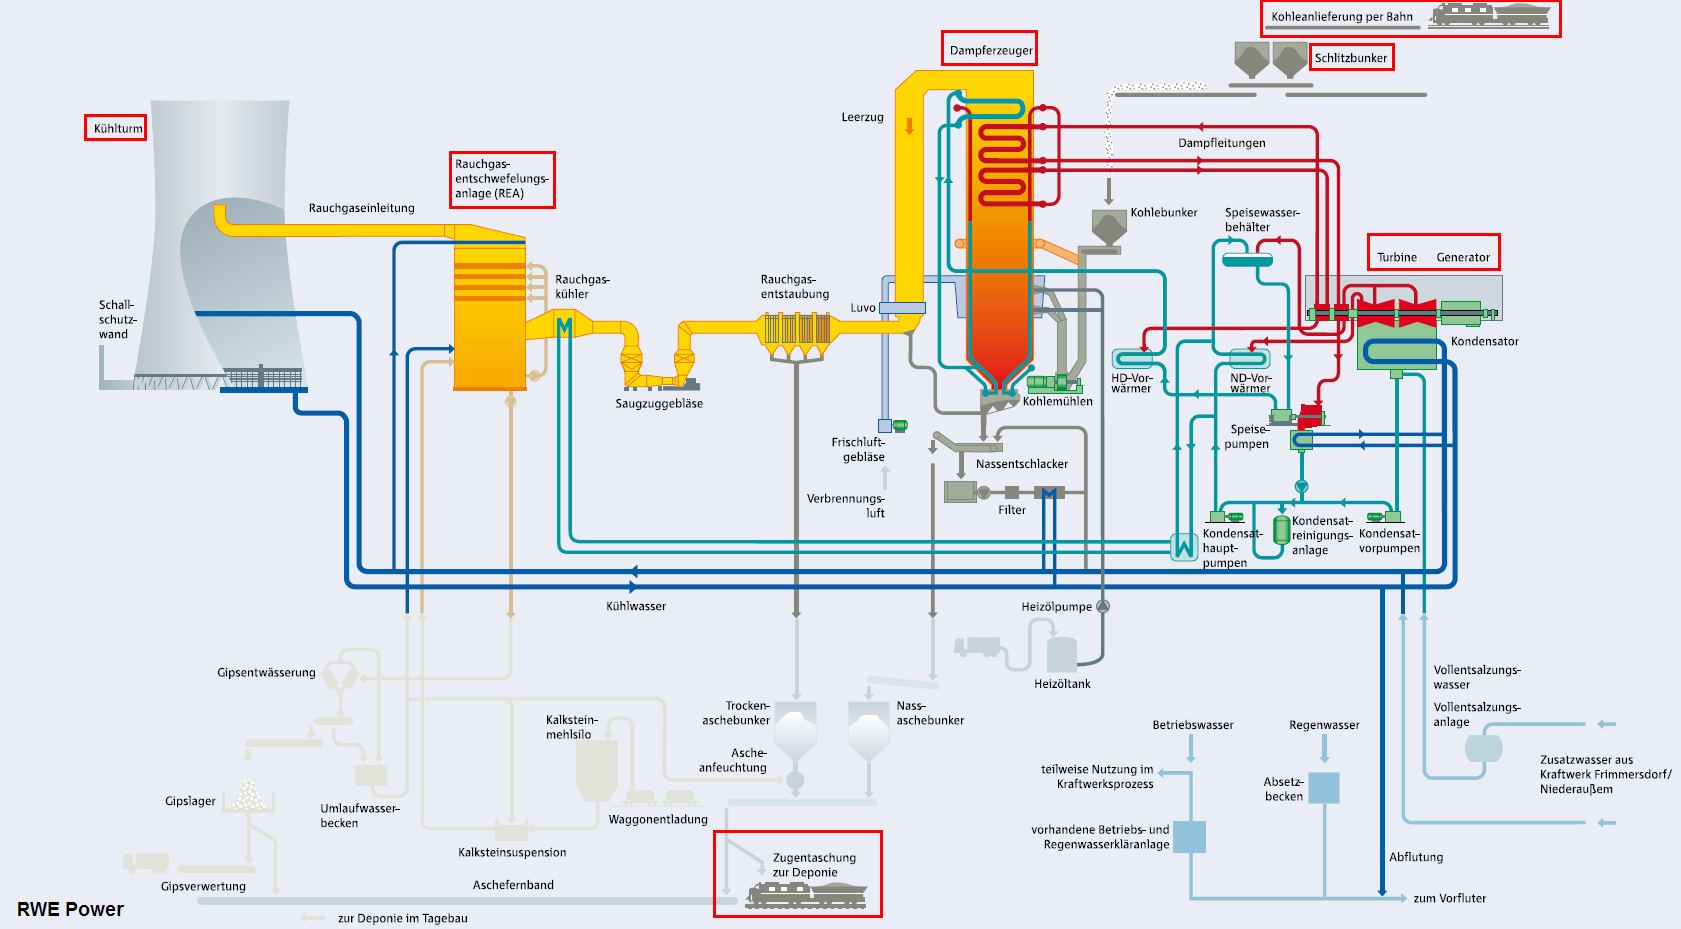 Kohleanlieferung per Bahn
Dampferzeuger
Schlitzbunker
Kühlturm
Leerzug
Dampfleitungen
Rauchgas-
entschwefelungs-
anlage (REA)
Rauchgaseinleitung
Kohlebunker
Speisewasser-
behälter
Turbine
Generator
Rauchgas-
kühler
Rauchgas-
entstaubung
Luvo
Schall-
schutz-
wand
Kondensator
HD-Vor-
wärmer
ND-Vor-
wärmer
Saugzuggebläse
Kohlemühlen
Frischluft-
gebläse
Speise-
pumpen
Nassentschlacker
Verbrennungs-
luft
Filter
Kondensat-
haupt-
pumpen
Kondensat-
reinigungs-
anlage
Kondensat-
vorpumpen
Kühlwasser
Heizölpumpe
Gipsentwässerung
Heizöltank
Vollentsalzungs-
wasser
Vollentsalzungs-
anlage
Trocken-
aschebunker
Nass-
aschebunker
Kalkstein-
mehlsilo
Betriebswasser
Regenwasser
Asche-
anfeuchtung
teilweise Nutzung im
Kraftwerksprozess
Absetz-
becken
Zusatzwasser aus
Kraftwerk Frimmersdorf/
Niederaußem
Gipslager
Umlaufwasser-
becken
Waggonentladung
vorhandene Betriebs- und
Regenwasserkläranlage
Kalksteinsuspension
Zugentaschung
zur Deponie
Abflutung
Gipsverwertung
Aschefernband
zum Vorfluter
RWE Power
zur Deponie im Tagebau